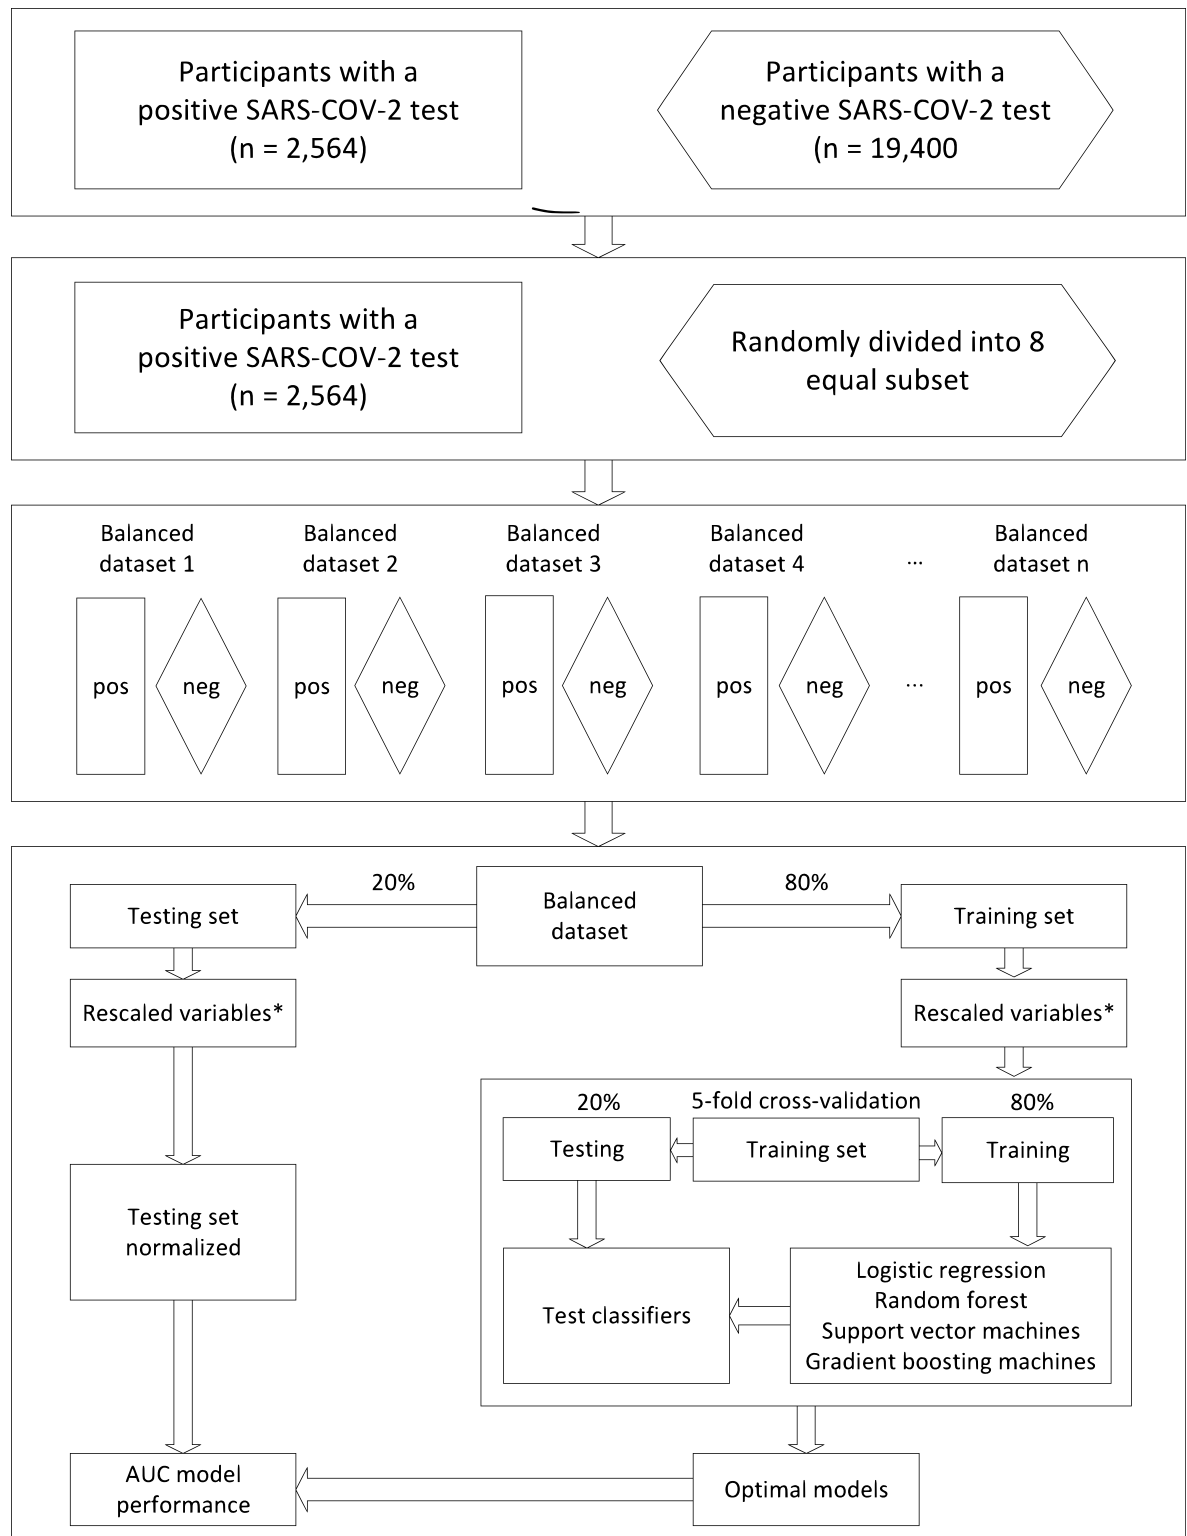 Participants with a
positive SARS-COV-2 test
(n = 2,564)
Participants with a
negative SARS-COV-2 test
(n = 19,400
Participants with a
positive SARS-COV-2 test
(n = 2,564)
Randomly divided into 8
equal subset
Balanced
dataset 1
Balanced
dataset 2
Balanced
dataset 3
Balanced
dataset 4
...
Balanced
dataset n
pos
neg
pos
neg
pos
neg
pos
neg
...
pos
neg
20%
Balanced
dataset
80%
Testing set
Training set
Rescaled variables*
Rescaled variables*
20%
5-fold cross-validation
80%
Testing
Training set
Training
Testing set
normalized
Test classifiers
Logistic regression
Random forest
Support vector machines
Gradient boosting machines
AUC model
performance
Optimal models